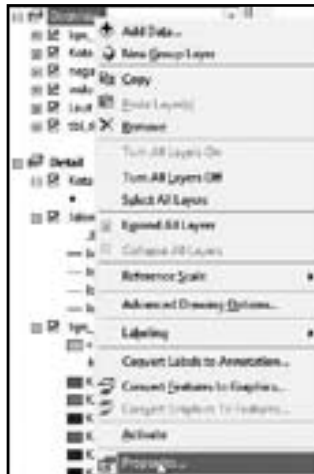 Add Data...
New Group Layer
Copy
Paste Layer(s)
Remove
Turn All Layers On
Turn All Layers Off
Select All Layers
Expand All Layers
Collapse All Layers
Reference Scale
Advanced Drawing Options...
Labeling
Convert Labels to Annotation...
Convert Features to Graphics...
Convert Graphics To Features...
Activate
Properties...
Detail